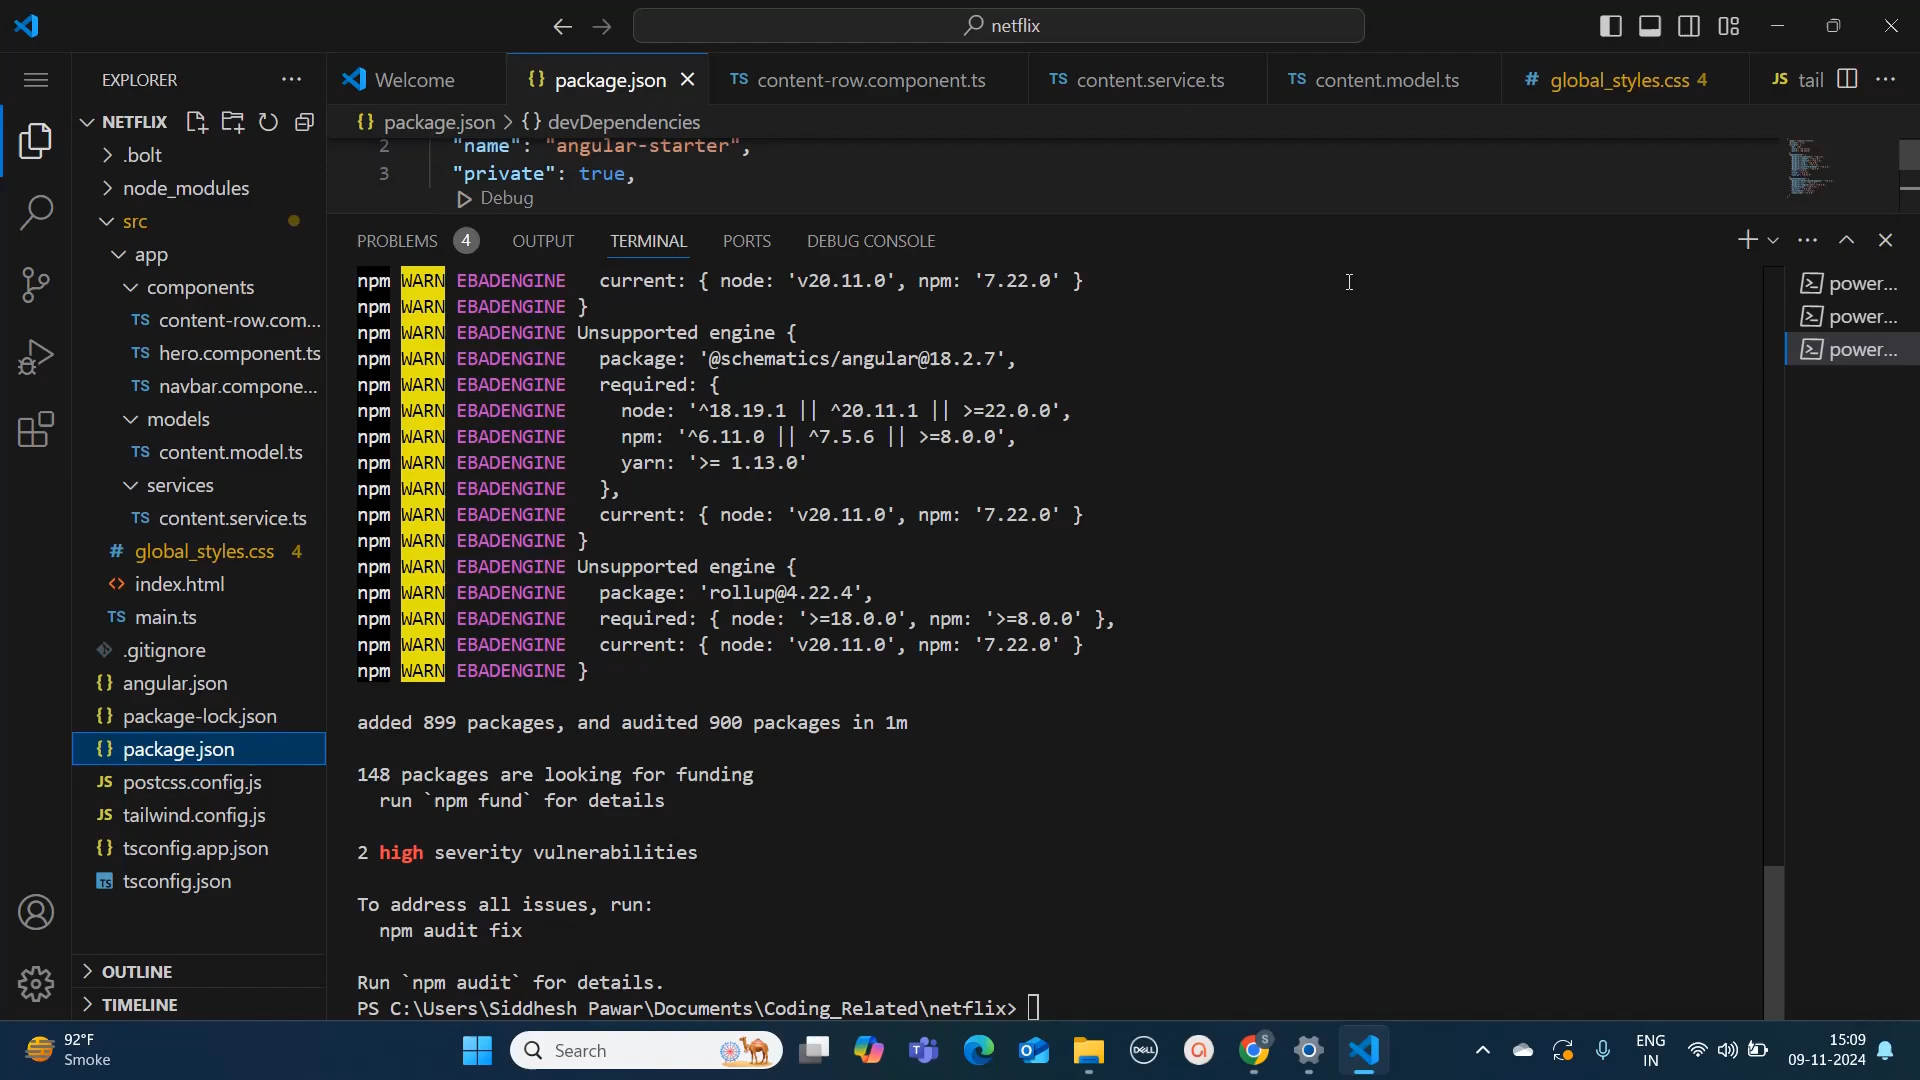 netflix
EXPLORER
Welcome
package.json
content-row.component.ts
content.service.ts
content.model.ts
global_styles.css 4
JS tail
NETFLIX
.bolt
node_modules
src
app
components
TS content-row.com...
TS hero.component.ts
TS navbar.compone...
models
TS content.model.ts
services
TS content.service.ts
# global_styles.css 4
<> index.html
TS main.ts
.gitignore
{} angular.json
{} package-lock.json
{} package.json
JS postcss.config.js
JS tailwind.config.js
{} tsconfig.app.json
TS tsconfig.json
OUTLINE
TIMELINE
{} package.json > {} devDependencies
2 "name": "angular-starter",
3 "private": true,
Debug
PROBLEMS 4 OUTPUT TERMINAL PORTS DEBUG CONSOLE
power...
power...
power...
npm WARN EBADENGINE   current: { node: 'v20.11.0', npm: '7.22.0' }
npm WARN EBADENGINE }
npm WARN EBADENGINE Unsupported engine {
npm WARN EBADENGINE   package: '@schematics/angular@18.2.7',
npm WARN EBADENGINE   required: {
npm WARN EBADENGINE     node: '^18.19.1 || ^20.11.1 || >=22.0.0',
npm WARN EBADENGINE     npm: '^6.11.0 || ^7.5.6 || >=8.0.0',
npm WARN EBADENGINE     yarn: '>= 1.13.0'
npm WARN EBADENGINE   },
npm WARN EBADENGINE   current: { node: 'v20.11.0', npm: '7.22.0' }
npm WARN EBADENGINE }
npm WARN EBADENGINE Unsupported engine {
npm WARN EBADENGINE   package: 'rollup@4.22.4',
npm WARN EBADENGINE   required: { node: '>=18.0.0', npm: '>=8.0.0' },
npm WARN EBADENGINE   current: { node: 'v20.11.0', npm: '7.22.0' }
npm WARN EBADENGINE }
added 899 packages, and audited 900 packages in 1m
148 packages are looking for funding
  run `npm fund` for details
2 high severity vulnerabilities
To address all issues, run:
  npm audit fix
Run `npm audit` for details.
PS C:\Users\Siddhesh Pawar\Documents\Coding_Related\netflix>
92°F
Smoke
Search
DELL
S
ENG
IN
15:09
09-11-2024